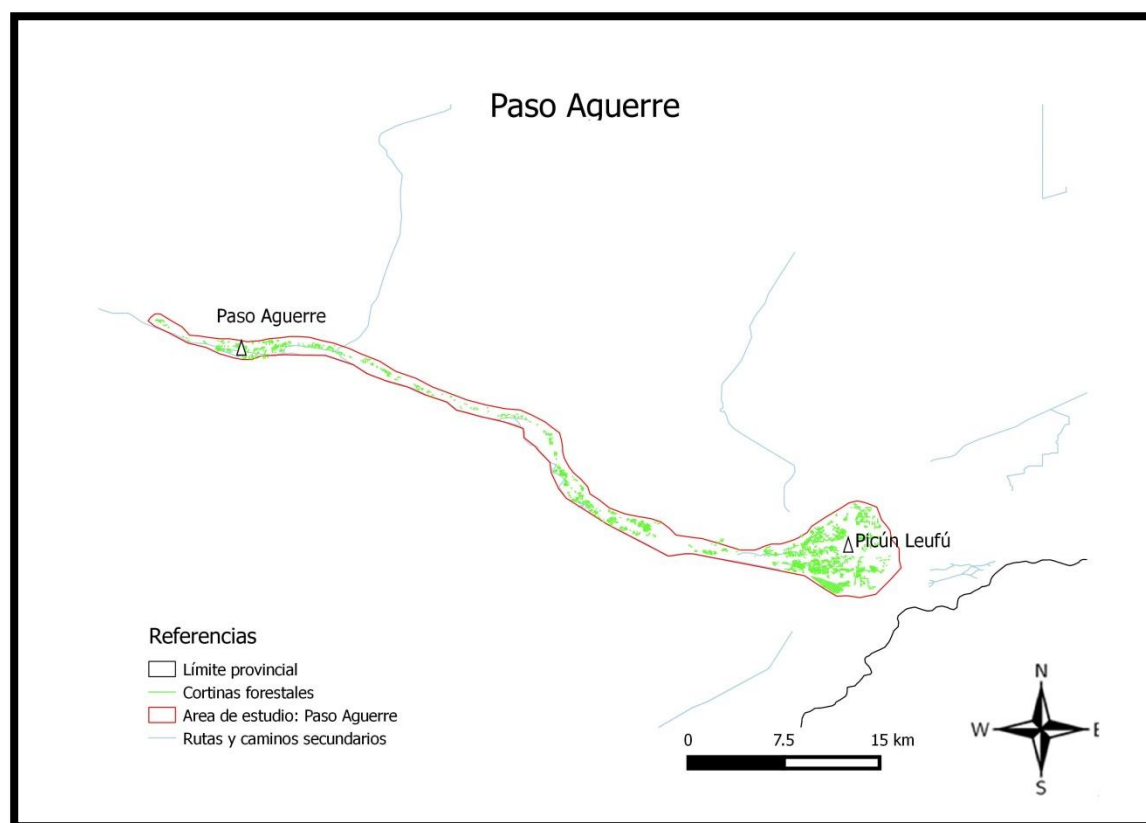 Paso Aguerre
Paso Aguerre
Picún Leufú
Referencias
Límite provincial
Cortinas forestales
Area de estudio: Paso Aguerre
Rutas y caminos secundarios
0 7.5 15 km
N
W E
S